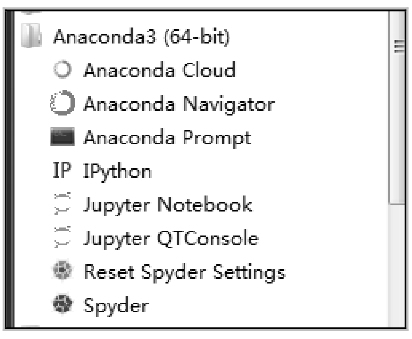 Anaconda3 (64-bit)
Anaconda Cloud
Anaconda Navigator
Anaconda Prompt
IP IPython
Jupyter Notebook
Jupyter QTConsole
Reset Spyder Settings
Spyder